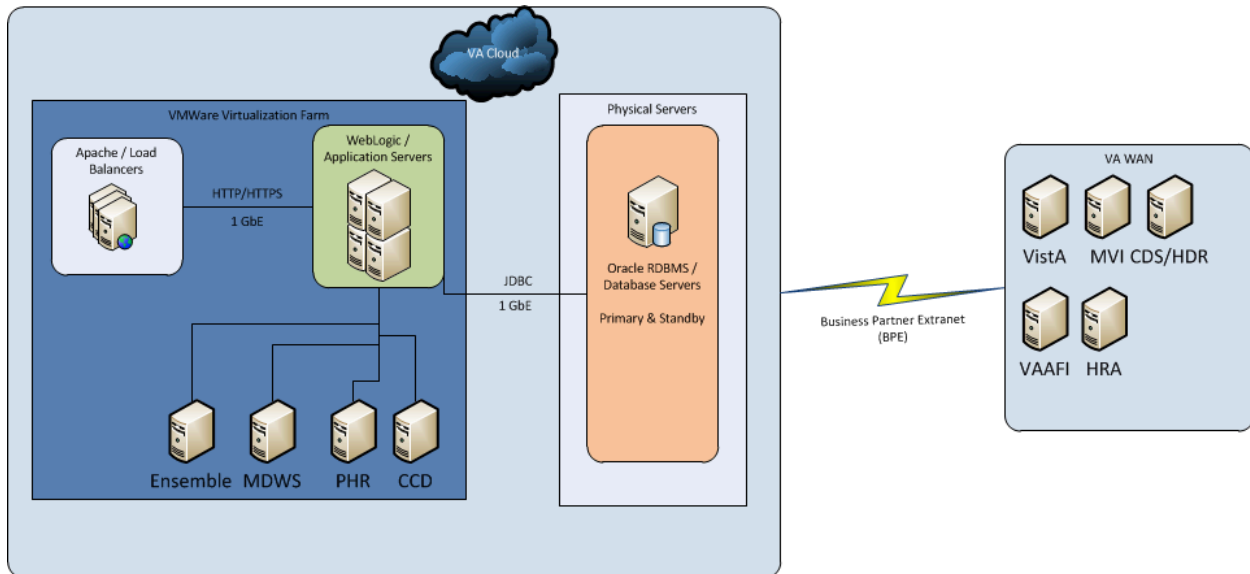 VA Cloud
VMWare Virtualization Farm
Apache / Load
Balancers
HTTP/HTTPS
1 GbE
WebLogic /
Application Servers
Ensemble
MDWS
PHR
CCD
JDBC
1 GbE
Physical Servers
Oracle RDBMS /
Database Servers
Primary & Standby
Business Partner Extranet
(BPE)
VA WAN
VistA
MVI
CDS/HDR
VAAFI
HRA